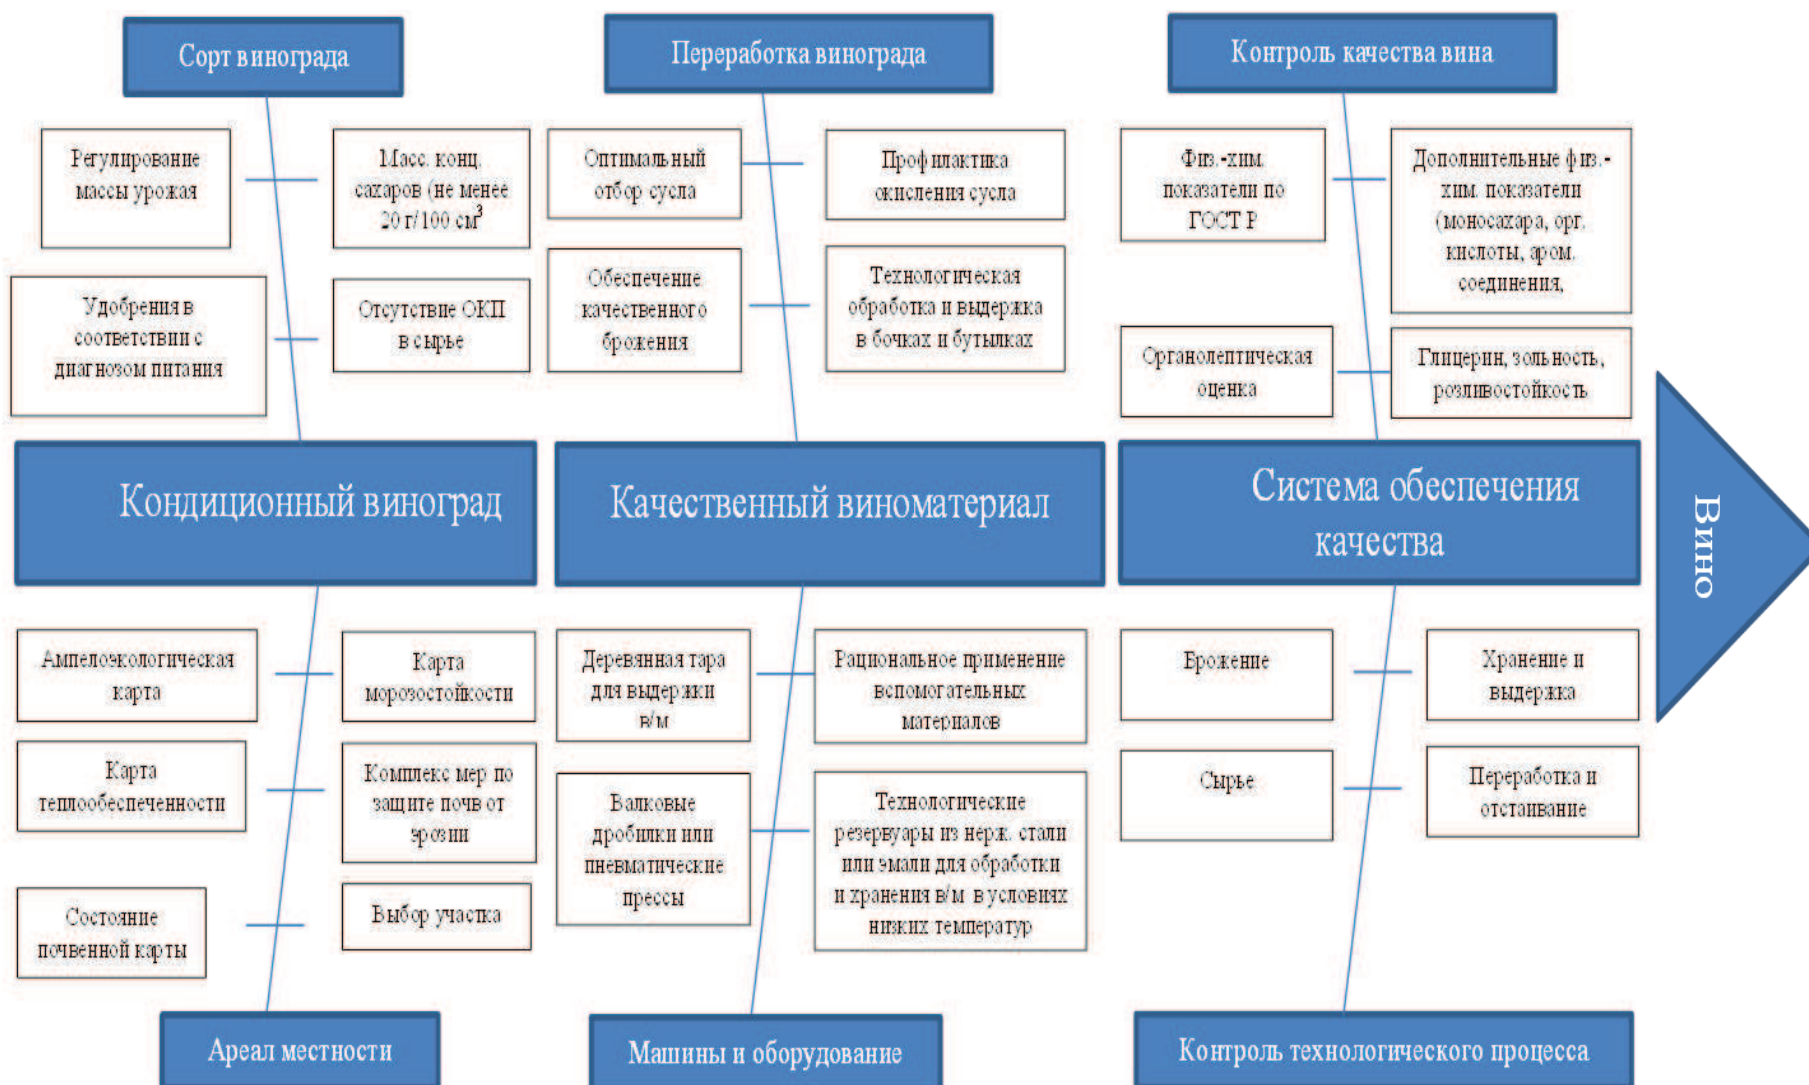 Сорт винограда
Переработка винограда
Контроль качества вина
Регулирование
массы урожая
Масс. конц.
сахаров (не менее
20 г/100 см³
Оптимальный
отбор сусла
Профилактика
окисления сусла
Физ.-хим.
показатели по
ГОСТ Р
Дополнительные физ.-
хим. показатели
(моносахара, орг.
кислоты, аром.
соединения,
Удобрения в
соответствии с
диагнозом питания
Отсутствие ОКП
в сырье
Обеспечение
качественного
брожения
Технологическая
обработка и выдержка
в бочках и бутылках
Органолептическая
оценка
Глицерин, зольность,
розливостойкость
Кондиционный виноград
Качественный виноматериал
Система обеспечения
качества
Вино
Ампелоэкологическая
карта
Карта
морозостойкости
Деревянная тара
для выдержки
в/м
Рациональное применение
вспомогательных
материалов
Брожение
Хранение и
выдержка
Карта
теплообеспеченности
Комплекс мер по
защите почв от
эрозии
Валковые
дробилки или
пневматические
прессы
Технологические
резервуары из нерж. стали
или эмали для обработки
и хранения в/м в условиях
низких температур
Сырье
Переработка и
отстаивание
Состояние
почвенной карты
Выбор участка
Ареал местности
Машины и оборудование
Контроль технологического процесса